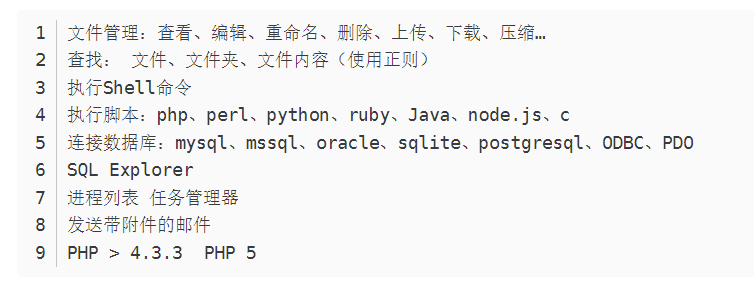 1 文件管理：查看、编辑、重命名、删除、上传、下载、压缩…
2 查找： 文件、文件夹、文件内容（使用正则）
3 执行Shell命令
4 执行脚本：php、perl、python、ruby、Java、node.js、c
5 连接数据库：mysql、mssql、oracle、sqlite、postgresql、ODBC、PDO
6 SQL Explorer
7 进程列表 任务管理器
8 发送带附件的邮件
9 PHP > 4.3.3  PHP 5